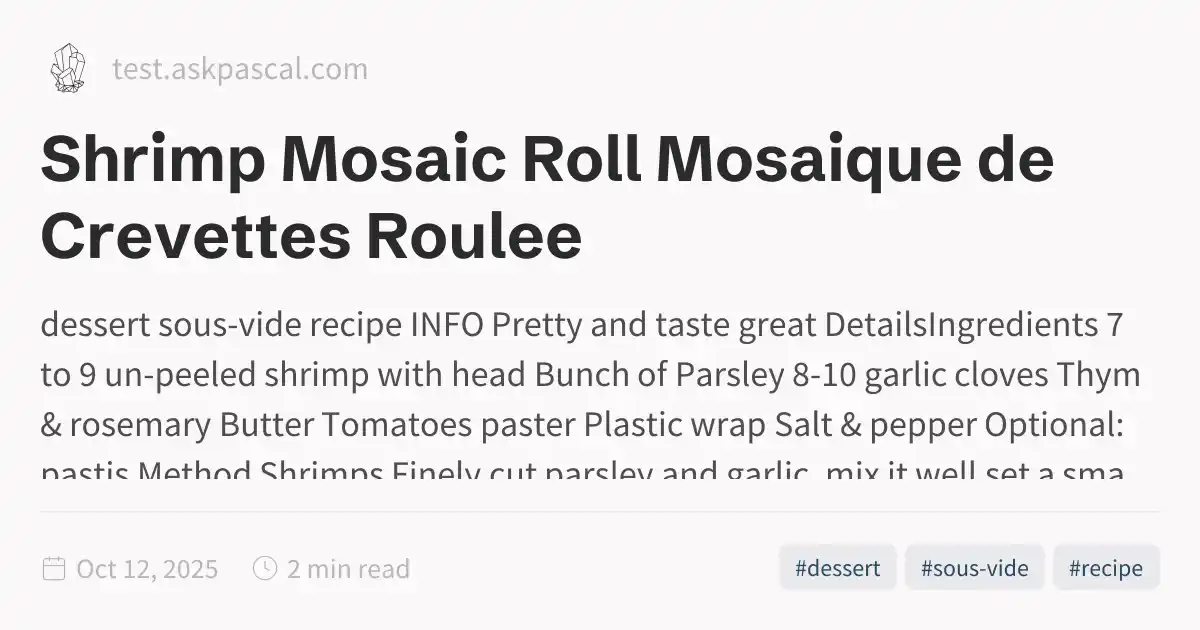 test.askpascal.com
Shrimp Mosaic Roll Mosaique de
Crevettes Roulee
dessert sous-vide recipe INFO Pretty and taste great DetailsIngredients 7
to 9 un-peeled shrimp with head Bunch of Parsley 8-10 garlic cloves Thym
& rosemary Butter Tomatoes paster Plastic wrap Salt & pepper Optional:
pastis Method Shrimps Finely cut parsley and garlic, mix it well set a sma
Oct 12, 2025
2 min read
#dessert
#sous-vide
#recipe